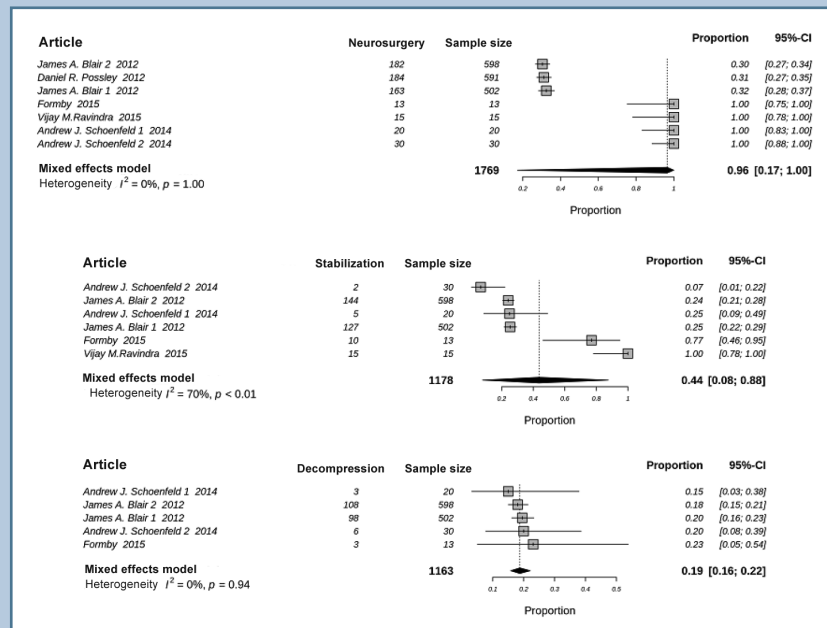 Article Neurosurgery Sample size Proportion 95%-CI
James A. Blair 2 2012 182 598 0.30 [0.27; 0.34]
Daniel R. Possley 2012 184 591 0.31 [0.27; 0.35]
James A. Blair 1 2012 163 502 0.32 [0.28; 0.37]
Formby 2015 13 13 1.00 [0.75; 1.00]
Vijay M.Ravindra 2015 15 15 1.00 [0.78; 1.00]
Andrew J. Schoenfeld 1 2014 20 20 1.00 [0.83; 1.00]
Andrew J. Schoenfeld 2 2014 30 30 1.00 [0.88; 1.00]
Mixed effects model 1769 0.96 [0.17; 1.00]
Heterogeneity I² = 0%, p = 1.00
0.2 0.4 0.6 0.8 1
Proportion
Article Stabilization Sample size Proportion 95%-CI
Andrew J. Schoenfeld 2 2014 2 30 0.07 [0.01; 0.22]
James A. Blair 2 2012 144 598 0.24 [0.21; 0.28]
Andrew J. Schoenfeld 1 2014 5 20 0.25 [0.09; 0.49]
James A. Blair 1 2012 127 502 0.25 [0.22; 0.29]
Formby 2015 10 13 0.77 [0.46; 0.95]
Vijay M.Ravindra 2015 15 15 1.00 [0.78; 1.00]
Mixed effects model 1178 0.44 [0.08; 0.88]
Heterogeneity I² = 70%, p < 0.01
0.2 0.4 0.6 0.8 1
Proportion
Article Decompression Sample size Proportion 95%-CI
Andrew J. Schoenfeld 1 2014 3 20 0.15 [0.03; 0.38]
James A. Blair 2 2012 108 598 0.18 [0.15; 0.21]
James A. Blair 1 2012 98 502 0.20 [0.16; 0.23]
Andrew J. Schoenfeld 2 2014 6 30 0.20 [0.08; 0.39]
Formby 2015 3 13 0.23 [0.05; 0.54]
Mixed effects model 1163 0.19 [0.16; 0.22]
Heterogeneity I² = 0%, p = 0.94
0.1 0.2 0.3 0.4 0.5
Proportion